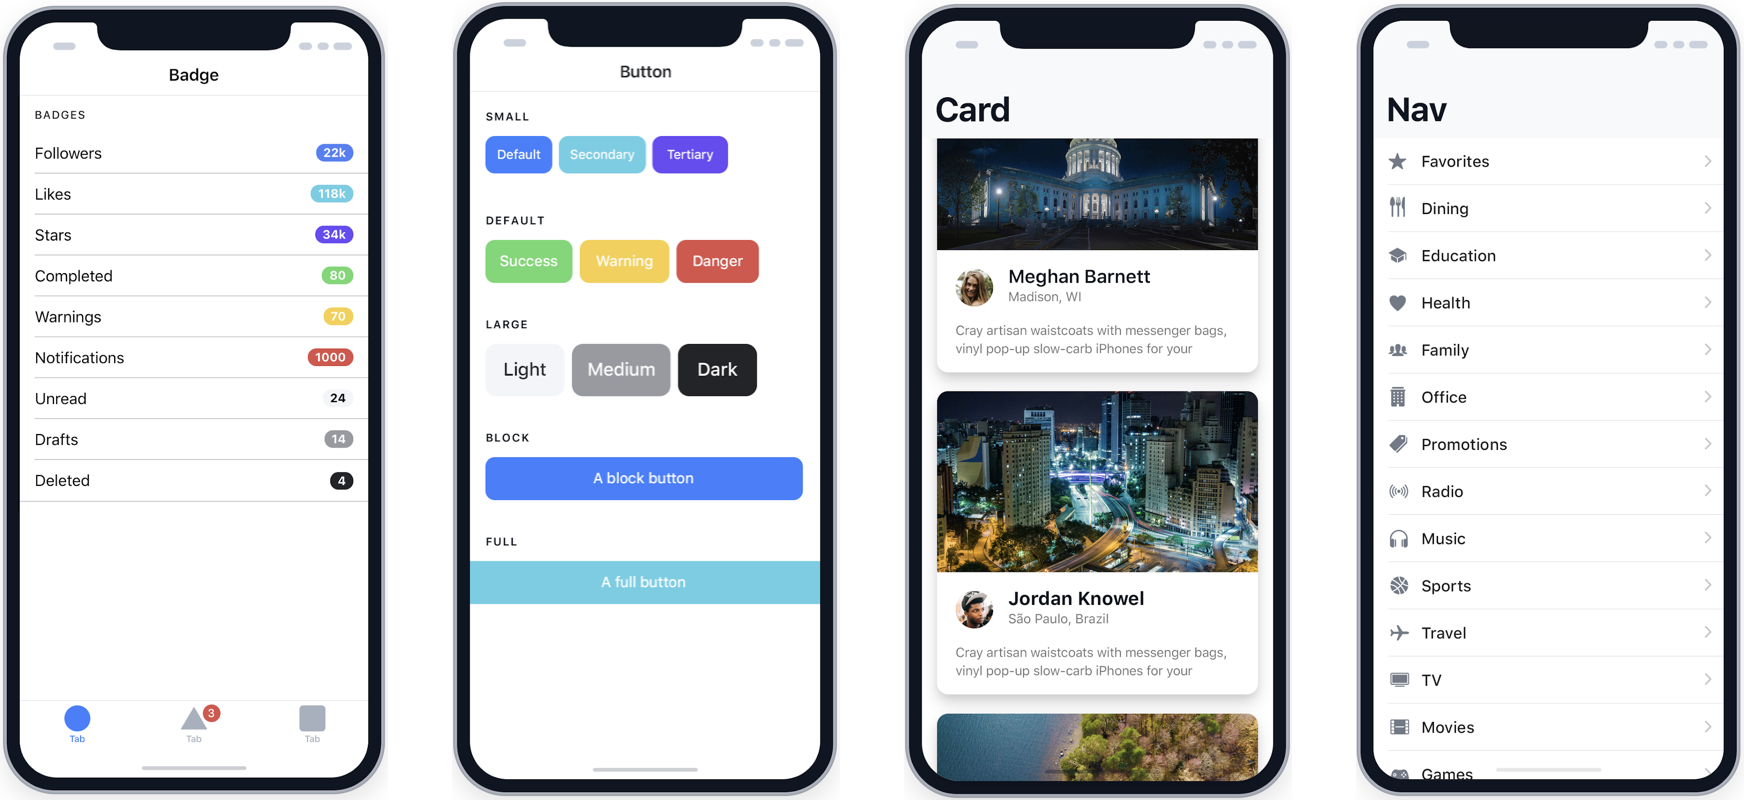 Badge
BADGES
Followers 22k
Likes 118k
Stars 34k
Completed 80
Warnings 70
Notifications 1000
Unread 24
Drafts 14
Deleted 4
3
Tab Tab Tab
Button
SMALL
Default Secondary Tertiary
DEFAULT
Success Warning Danger
LARGE
Light Medium Dark
BLOCK
A block button
FULL
A full button
Card
Meghan Barnett
Madison, WI
Cray artisan waistcoats with messenger bags,
vinyl pop-up slow-carb iPhones for your
Jordan Knowel
São Paulo, Brazil
Cray artisan waistcoats with messenger bags,
vinyl pop-up slow-carb iPhones for your
Nav
Favorites
Dining
Education
Health
Family
Office
Promotions
Radio
Music
Sports
Travel
TV
Movies
Games